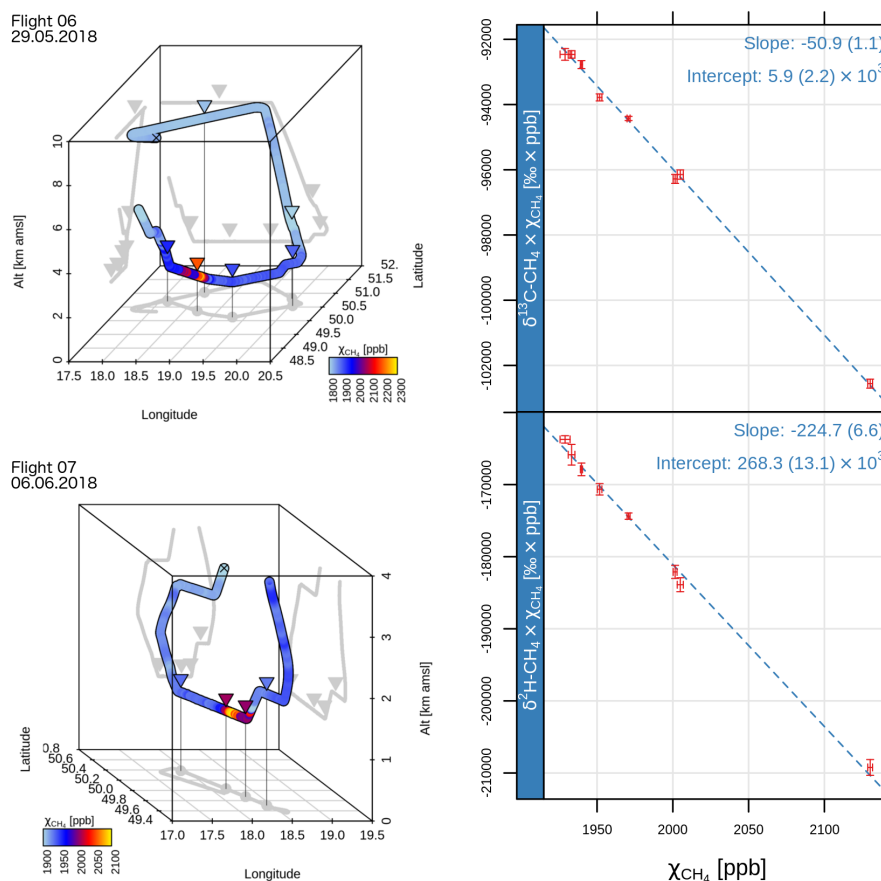 Flight 06
29.05.2018
10
8
6
4
2
0
Alt [km amsl]
17.5 18.0 19.0 19.5 20.0 20.5
Longitude
52.
51.5
51.0
50.5
50.0
49.5
49.0
48.5
Latitude
χCH₄ [ppb]
1800 1900 2000 2100 2200 2300
Flight 07
06.06.2018
4
3
2
1
0
Alt [km amsl]
Latitude
0.8
50.6
50.4
50.2
50.0
49.8
49.6
49.4
17.0 17.5 18.0 18.5 19.0 19.5
Longitude
χCH₄ [ppb]
1900 1950 2000 2050 2100
Slope: -50.9 (1.1)
Intercept: 5.9 (2.2) × 10³
-92000
-94000
-96000
-98000
-100000
-102000
δ¹³C-CH₄ × χCH₄ [‰ × ppb]
Slope: -224.7 (6.6)
Intercept: 268.3 (13.1) × 10³
-170000
-180000
-190000
-200000
-210000
δ²H-CH₄ × χCH₄ [‰ × ppb]
1950 2000 2050 2100
χCH₄ [ppb]